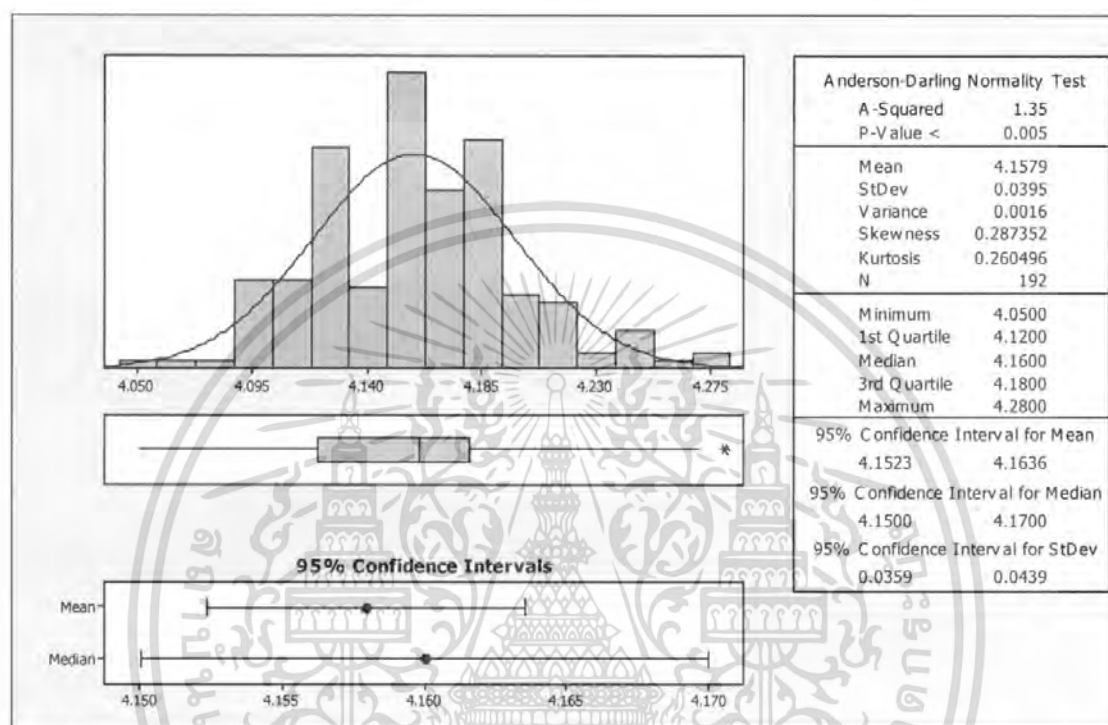 4.050 4.095 4.140 4.185 4.230 4.275
*
95% Confidence Intervals
Mean
Median
4.150 4.155 4.160 4.165 4.170
Anderson-Darling Normality Test
A-Squared 1.35
P-Value < 0.005
Mean 4.1579
StDev 0.0395
Variance 0.0016
Skewness 0.287352
Kurtosis 0.260496
N 192
Minimum 4.0500
1st Quartile 4.1200
Median 4.1600
3rd Quartile 4.1800
Maximum 4.2800
95% Confidence Interval for Mean
4.1523 4.1636
95% Confidence Interval for Median
4.1500 4.1700
95% Confidence Interval for StDev
0.0359 0.0439